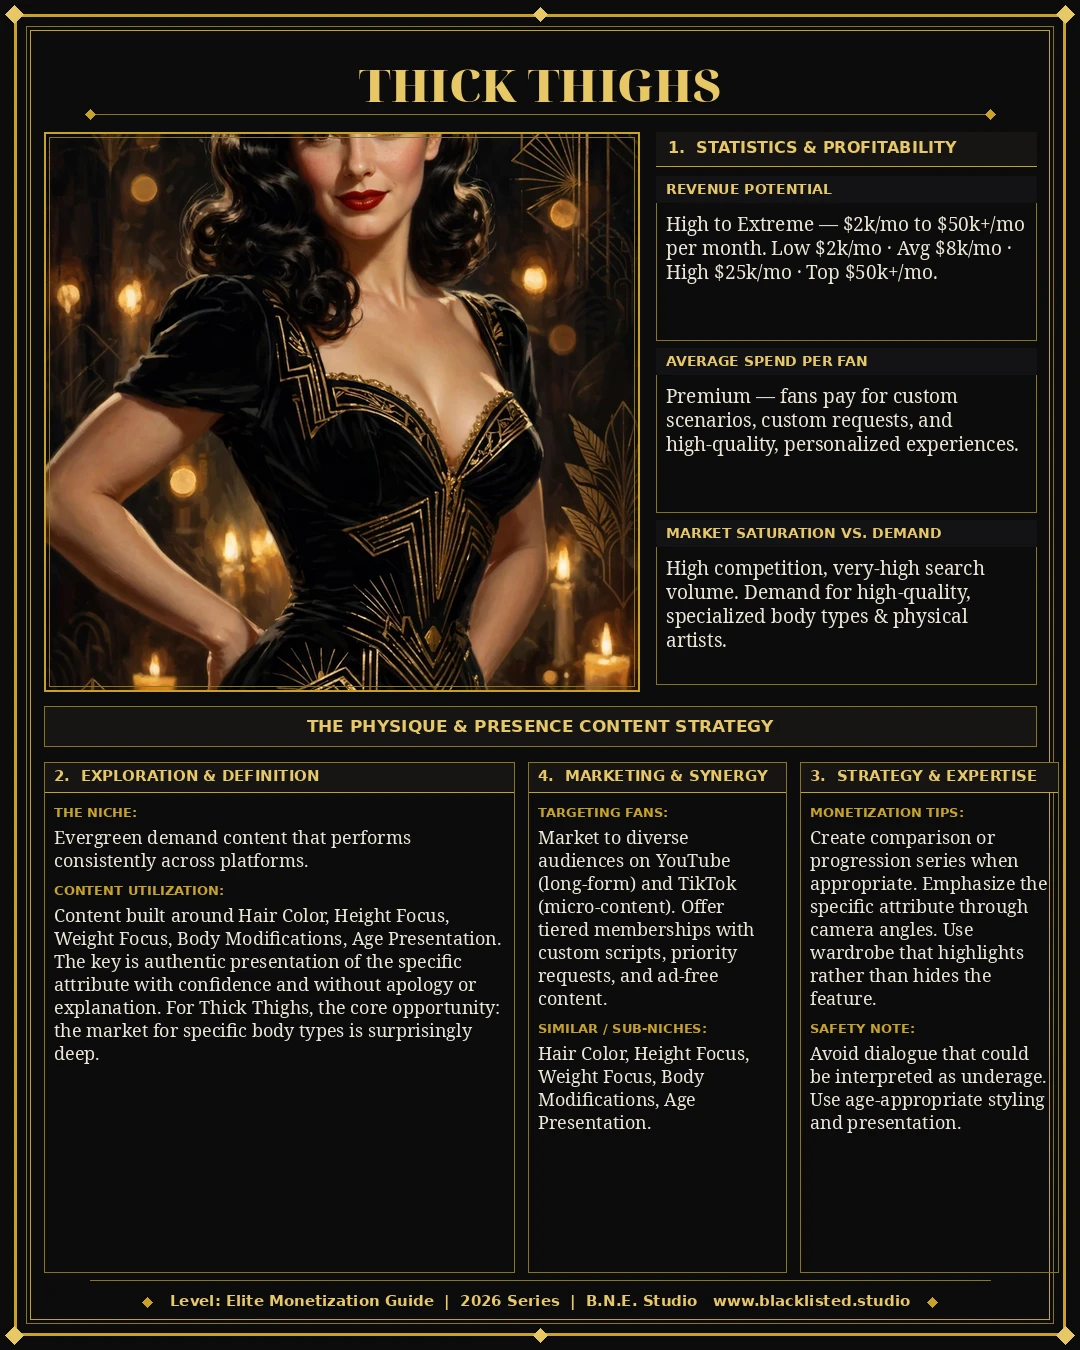 THICK THIGHS
1. STATISTICS & PROFITABILITY
REVENUE POTENTIAL
High to Extreme — $2k/mo to $50k+/mo
per month. Low $2k/mo · Avg $8k/mo ·
High $25k/mo · Top $50k+/mo.
AVERAGE SPEND PER FAN
Premium — fans pay for custom
scenarios, custom requests, and
high-quality, personalized experiences.
MARKET SATURATION VS. DEMAND
High competition, very-high search
volume. Demand for high-quality,
specialized body types & physical
artists.
THE PHYSIQUE & PRESENCE CONTENT STRATEGY
2. EXPLORATION & DEFINITION
THE NICHE:
Evergreen demand content that performs
consistently across platforms.
CONTENT UTILIZATION:
Content built around Hair Color, Height Focus,
Weight Focus, Body Modifications, Age Presentation.
The key is authentic presentation of the specific
attribute with confidence and without apology or
explanation. For Thick Thighs, the core opportunity:
the market for specific body types is surprisingly
deep.
4. MARKETING & SYNERGY
TARGETING FANS:
Market to diverse
audiences on YouTube
(long-form) and TikTok
(micro-content). Offer
tiered memberships with
custom scripts, priority
requests, and ad-free
content.
SIMILAR / SUB-NICHES:
Hair Color, Height Focus,
Weight Focus, Body
Modifications, Age
Presentation.
3. STRATEGY & EXPERTISE
MONETIZATION TIPS:
Create comparison or
progression series when
appropriate. Emphasize the
specific attribute through
camera angles. Use
wardrobe that highlights
rather than hides the
feature.
SAFETY NOTE:
Avoid dialogue that could
be interpreted as underage.
Use age-appropriate styling
and presentation.
Level: Elite Monetization Guide | 2026 Series | B.N.E. Studio www.blacklisted.studio